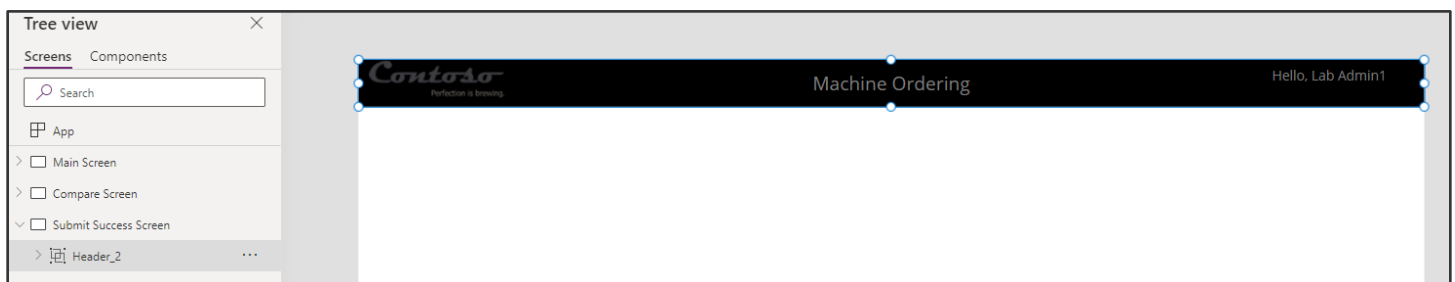 Tree view
Screens Components
Search
App
Main Screen
Compare Screen
Submit Success Screen
Header_2
Contoso
Perfection is brewing.
Machine Ordering
Hello, Lab Admin1